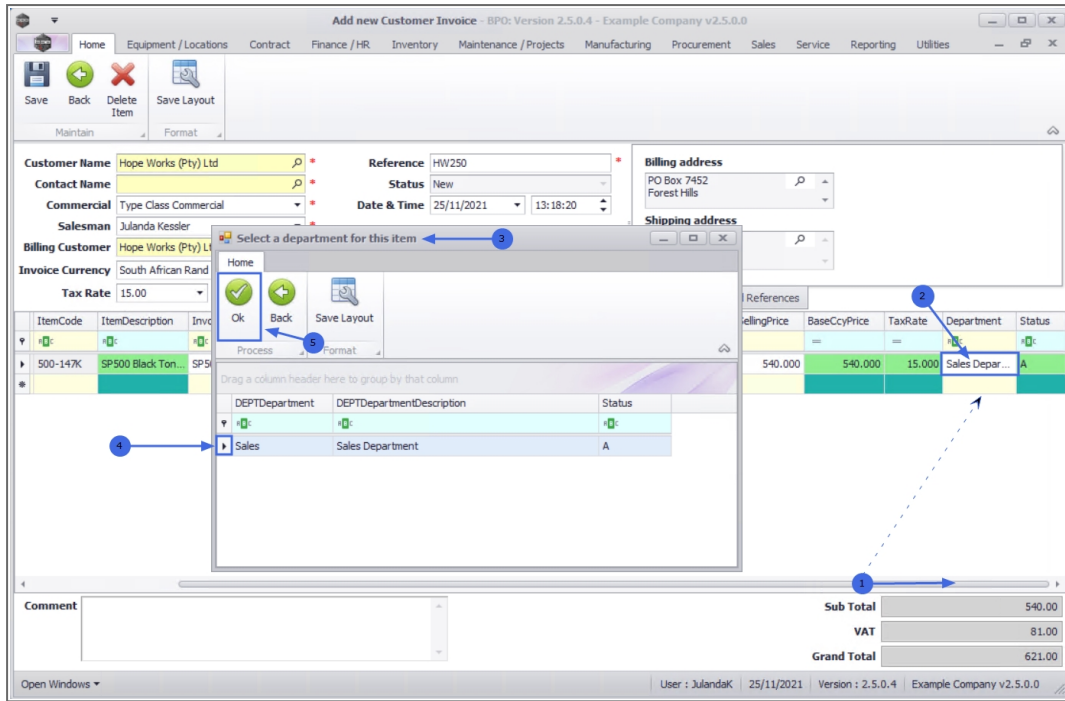 Add new Customer Invoice - BPO: Version 2.5.0.4 - Example Company v2.5.0.0
Home Equipment / Locations Contract Finance / HR Inventory Maintenance / Projects Manufacturing Procurement Sales Service Reporting Utilities
Save Back Delete Item Save Layout
Maintain Format
Customer Name Hope Works (Pty) Ltd * Reference HW250 * Billing address
Contact Name * Status New PO Box 7452
Forest Hills
Commercial Type Class Commercial * Date & Time 25/11/2021 13:18:20
Salesman Julanda Kessler * Shipping address
Billing Customer Hope Works (Pty)
Invoice Currency South African Rand
Tax Rate 15.00 References
Select a department for this item 3
Home
Ok Back Save Layout
5
Process Format
Drag a column header here to group by that column
DEPTDepartment DEPTDepartmentDescription Status
4 Sales Sales Department A
2
ItemCode ItemDescription SellingPrice BaseCcyPrice TaxRate Department Status
= =
500-147K SP500 Black Ton... 540.000 540.000 15.000 Sales Depar... A
1
Comment Sub Total 540.00
VAT 81.00
Grand Total 621.00
Open Windows User : JulandaK 25/11/2021 Version : 2.5.0.4 Example Company v2.5.0.0